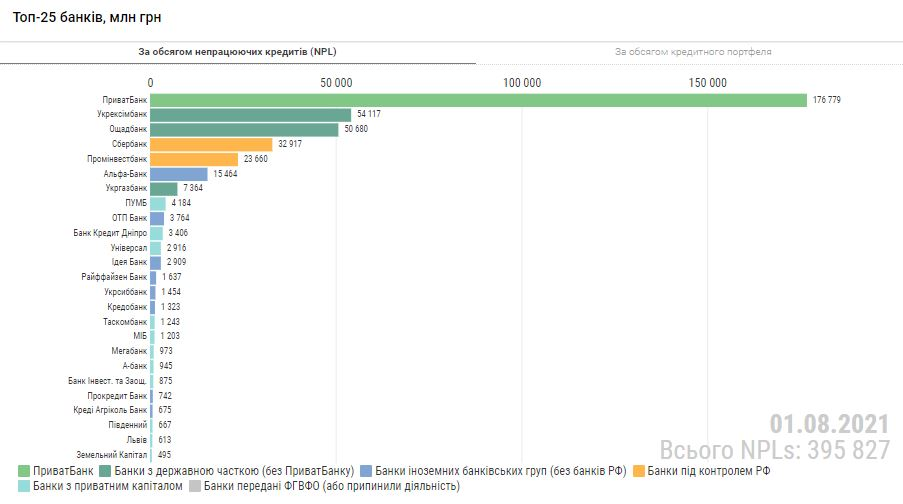 Топ-25 банків, млн грн
За обсягом непрацюючих кредитів (NPL) За обсягом кредитного портфеля
0 50 000 100 000 150 000
ПриватБанк 176 779
Укрексімбанк 54 117
Ощадбанк 50 680
Сбербанк 32 917
Промінвестбанк 23 660
Альфа-Банк 15 464
Укргазбанк 7 364
ПУМБ 4 184
ОТП Банк 3 764
Банк Кредит Дніпро 3 406
Універсал 2 916
Ідея Банк 2 909
Райффайзен Банк 1 637
Укрсиббанк 1 454
Кредобанк 1 323
Таскомбанк 1 243
МІБ 1 203
Мегабанк 973
А-банк 945
Банк Інвест. та Заощ. 875
Прокредит Банк 742
Креді Агріколь Банк 675
Південний 667
Львів 613
Земельний Капітал 495
01.08.2021
Всього NPLs: 395 827
ПриватБанк Банки з державною часткою (без ПриватБанку) Банки іноземних банківських груп (без банків РФ) Банки під контролем РФ
Банки з приватним капіталом Банки передані ФГВФО (або припинили діяльність)